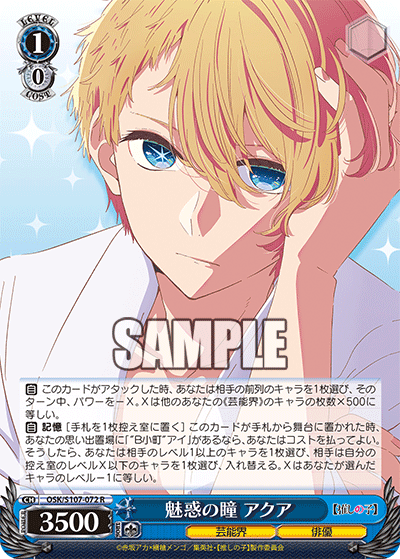 LEVEL
1
0
COST
SAMPLE
自 このカードがアタックした時、あなたは相手の前列のキャラを1枚選び、その
ターン中、パワーを－X。Xは他のあなたの《芸能界》のキャラの枚数×500に
等しい。
自 記憶 [手札を1枚控え室に置く] このカードが手札から舞台に置かれた時、
あなたの思い出置場に「“B小町”アイ」があるなら、あなたはコストを払ってよい。
そうしたら、あなたは相手のレベル1以上のキャラを1枚選び、相手は自分の
控え室のレベルX以下のキャラを1枚選び、入れ替える。Xはあなたが選んだ
キャラのレベル－1に等しい。
CH OSK/S107-072 R
魅惑の瞳 アクア
【推しの子】
3500
芸能界
俳優
©赤坂アカ×横槍メンゴ／集英社・【推しの子】製作委員会